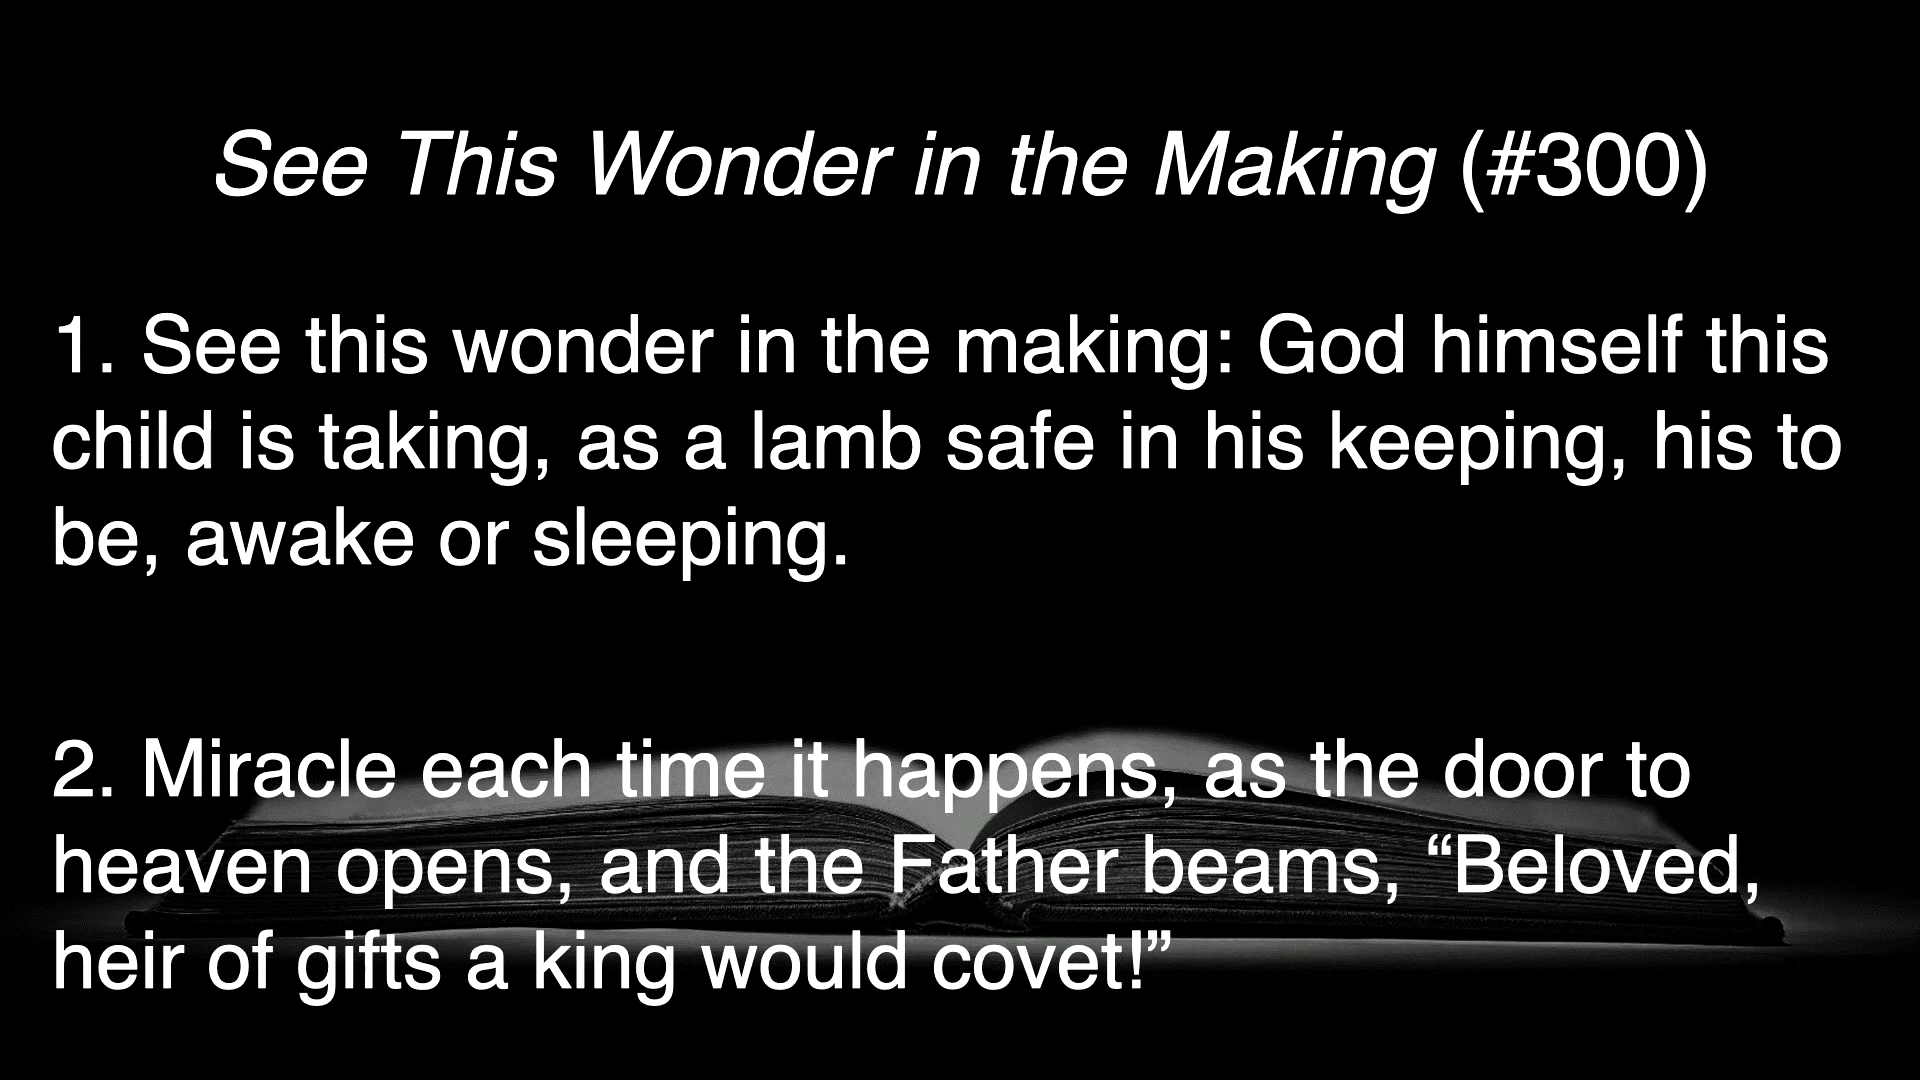 See This Wonder in the Making (#300)
1. See this wonder in the making: God himself this
child is taking, as a lamb safe in his keeping, his to
be, awake or sleeping.
2. Miracle each time it happens, as the door to
heaven opens, and the Father beams, “Beloved,
heir of gifts a king would covet!”